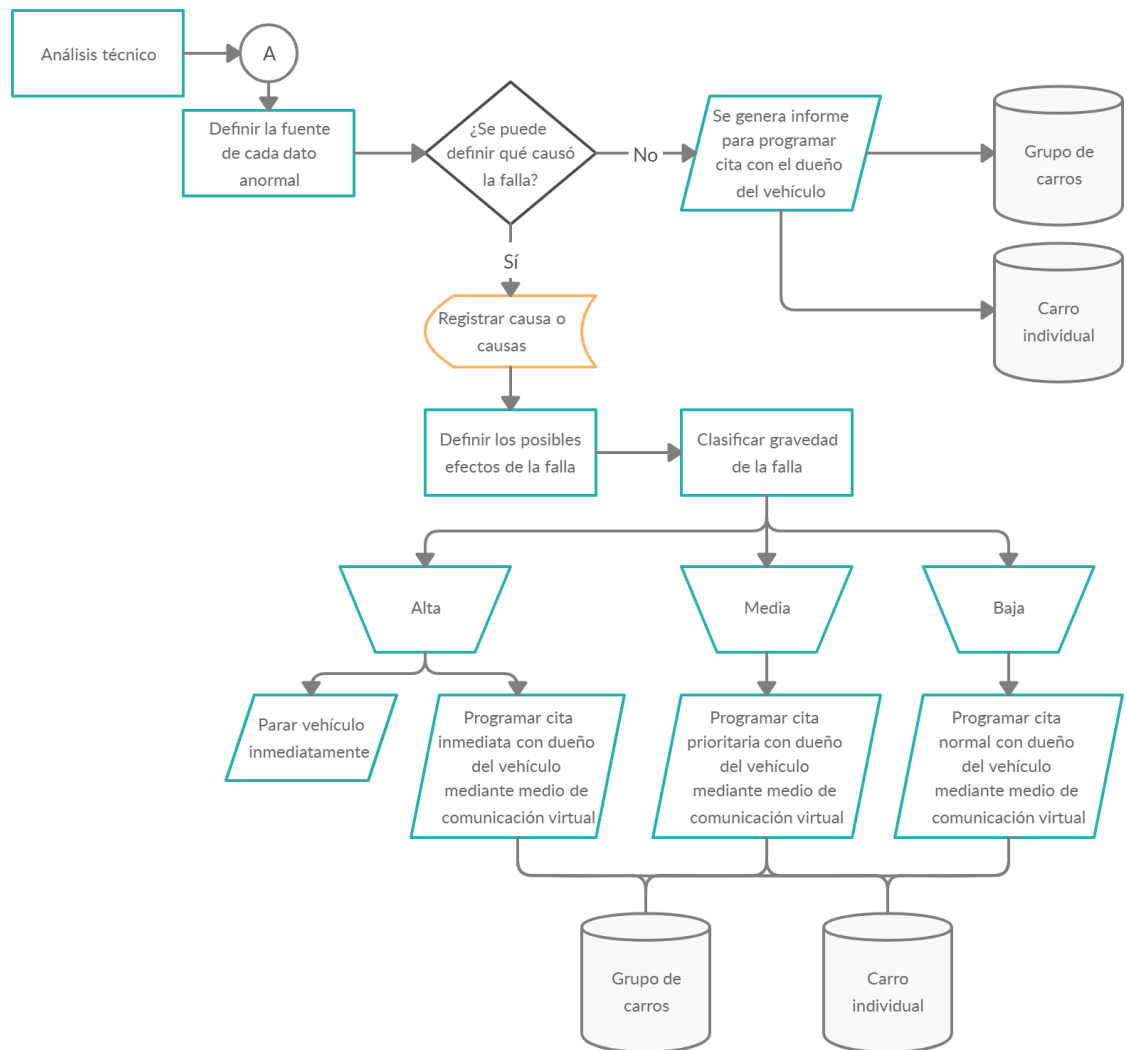 Análisis técnico
A
Definir la fuente
de cada dato
anormal
¿Se puede
definir qué causó
la falla?
No
Se genera informe
para programar
cita con el dueño
del vehículo
Grupo de
carros
Carro
individual
Sí
Registrar causa o
causas
Definir los posibles
efectos de la falla
Clasificar gravedad
de la falla
Alta
Media
Baja
Parar vehículo
inmediatamente
Programar cita
inmediata con dueño
del vehículo
mediante medio de
comunicación virtual
Programar cita
prioritaria con dueño
del vehículo
mediante medio de
comunicación virtual
Programar cita
normal con dueño
del vehículo
mediante medio de
comunicación virtual
Grupo de
carros
Carro
individual